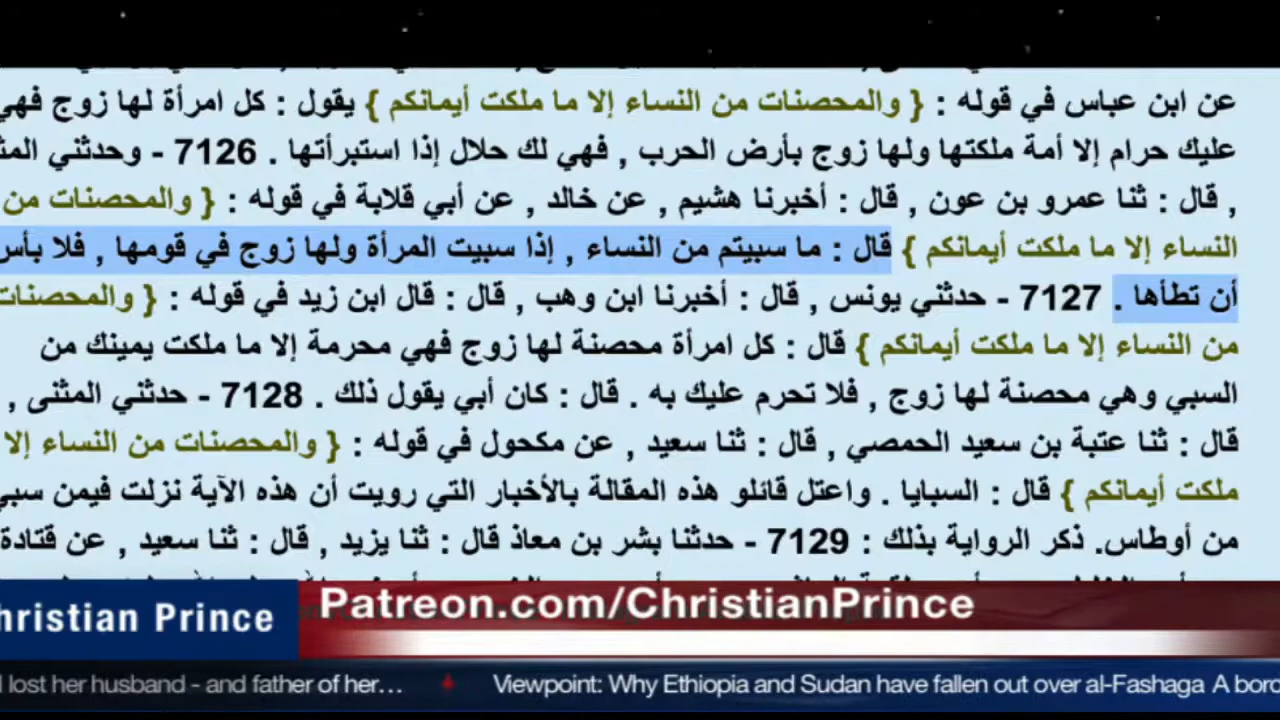 عن ابن عباس في قوله : { والمحصنات من النساء إلا ما ملكت أيمانكم } يقول : كل امرأة لها زوج فهي
عليك حرام إلا أمة ملكتها ولها زوج بأرض الحرب , فهي لك حلال إذا استبرأتها . 7126 - وحدثني
, قال : ثنا عمرو بن عون , قال : أخبرنا هشيم , عن خالد , عن أبي قلابة في قوله : { والمحصنات من
النساء إلا ما ملكت أيمانكم } قال : ما سبيتم من النساء , إذا سبيت المرأة ولها زوج في قومها , فلا بأس
أن تطأها . 7127 - حدثني يونس , قال : أخبرنا ابن وهب , قال : قال ابن زيد في قوله : { والمحصنات
من النساء إلا ما ملكت أيمانكم } قال : كل امرأة محصنة لها زوج فهي محرمة إلا ما ملكت يمينك من
السبي وهي محصنة لها زوج , فلا تحرم عليك به . قال : كان أبي يقول ذلك . 7128 - حدثني المثنى ,
قال : ثنا عتبة بن سعيد الحمصي , قال : ثنا سعيد , عن مكحول في قوله : { والمحصنات من النساء إلا
ملكت أيمانكم } قال : السبايا . واعتل قائلو هذه المقالة بالأخبار التي رويت أن هذه الآية نزلت فيمن سبي
من أوطاس. ذكر الرواية بذلك : 7129 - حدثنا بشر بن معاذ قال : ثنا يزيد , قال : ثنا سعيد , عن قتادة
hristian Prince
Patreon.com/ChristianPrince
lost her husband - and father of her… Viewpoint: Why Ethiopia and Sudan have fallen out over al-Fashaga A bord